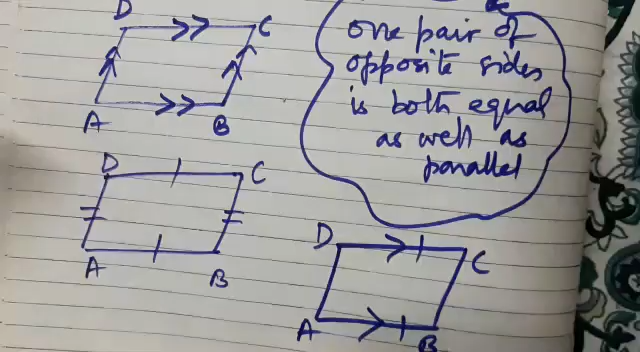 D
C
A
B
one pair of
opposite sides
is both equal
as well as
parallel
D
C
A
B
D
C
A
B